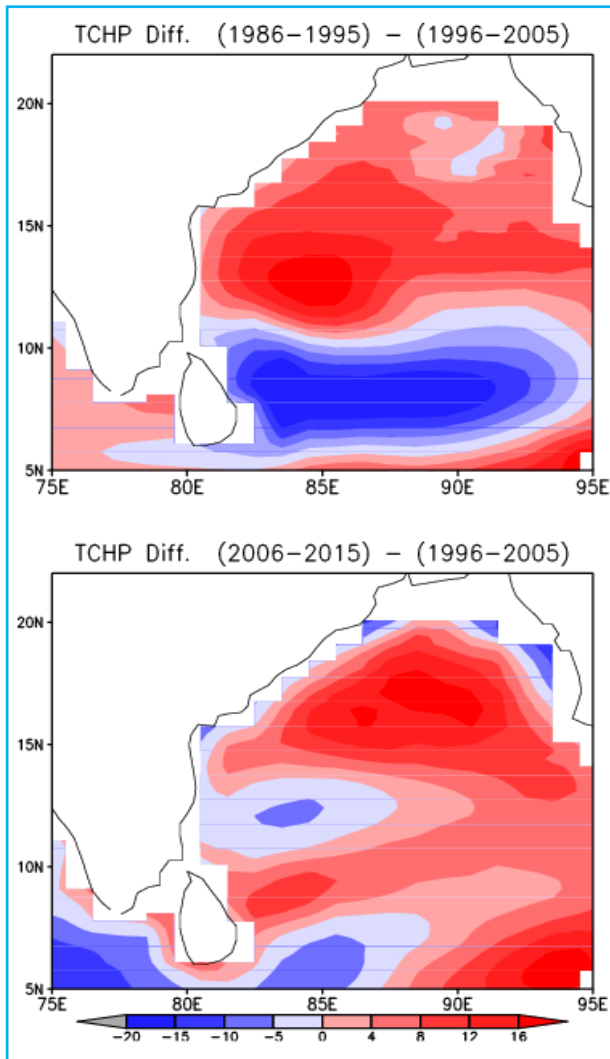 TCHP Diff. (1986−1995) − (1996−2005)
20N
15N
10N
5N
75E 80E 85E 90E 95E
TCHP Diff. (2006−2015) − (1996−2005)
20N
15N
10N
5N
75E 80E 85E 90E 95E
−20 −15 −10 −5 0 4 8 12 16